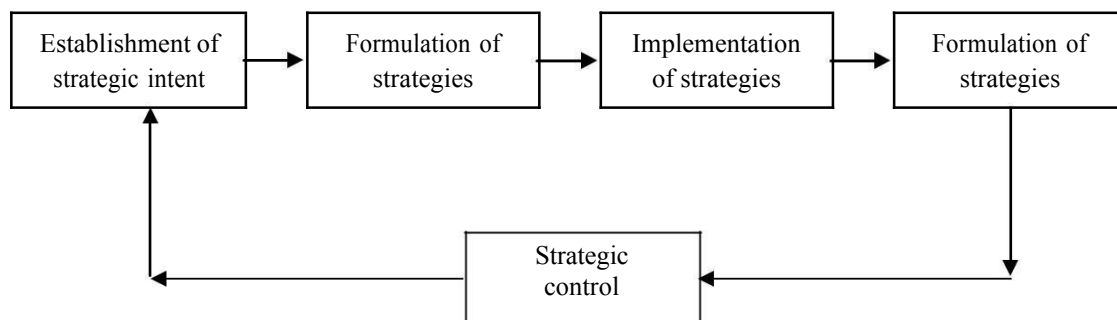 Establishment of
strategic intent
Formulation of
strategies
Implementation
of strategies
Formulation of
strategies
Strategic
control